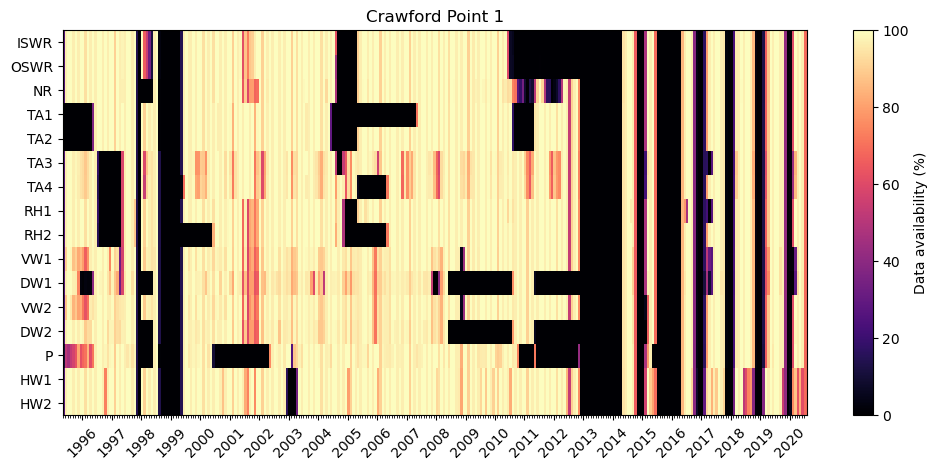 Crawford Point 1
ISWR
OSWR
NR
TA1
TA2
TA3
TA4
RH1
RH2
VW1
DW1
VW2
DW2
P
HW1
HW2
1996
1997
1998
1999
2000
2001
2002
2003
2004
2005
2006
2007
2008
2009
2010
2011
2012
2013
2014
2015
2016
2017
2018
2019
2020
100
80
60
40
20
0
Data availability (%)